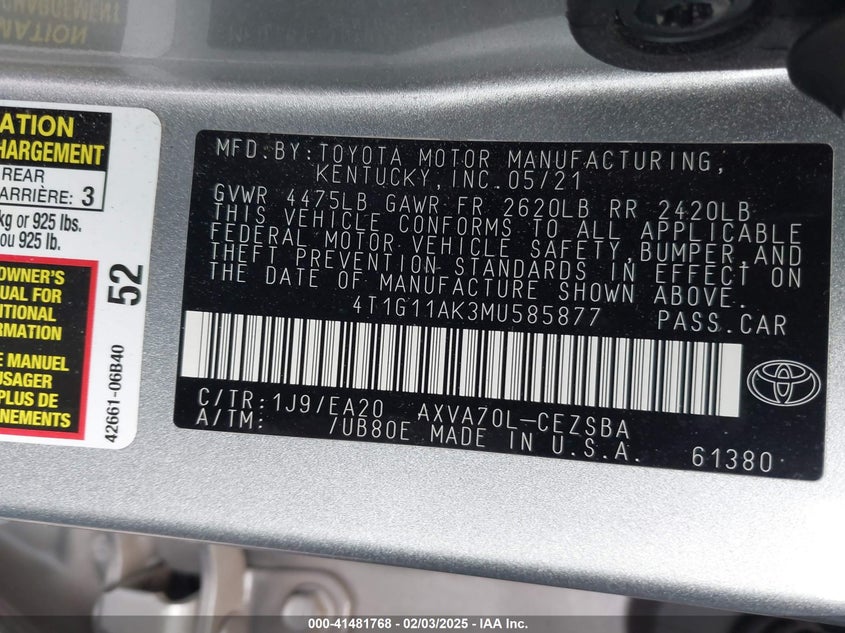 ATION
HARGEMENT
REAR
ARRIÈRE: 3
kg or 925 lbs.
ou 925 lb.
OWNER'S
UAL FOR
ITIONAL
RMATION
E MANUEL
USAGER
PLUS DE
NEMENTS
52
42661-06B40
MFD.BY:TOYOTA MOTOR MANUFACTURING,
KENTUCKY,INC.05/21
GVWR 4475LB GAWR FR 2620LB RR 2420LB
THIS VEHICLE CONFORMS TO ALL APPLICABLE
FEDERAL MOTOR VEHICLE SAFETY,BUMPER,AND
THEFT PREVENTION STANDARDS IN EFFECT ON
THE DATE OF MANUFACTURE SHOWN ABOVE.
4T1G11AK3MU585877 PASS.CAR
C/TR:1J9/EA20 AXVA70L-CEZSBA
A/TM: /UB80E MADE IN U.S.A. 61380
000-41481768 - 02/03/2025 - IAA Inc.